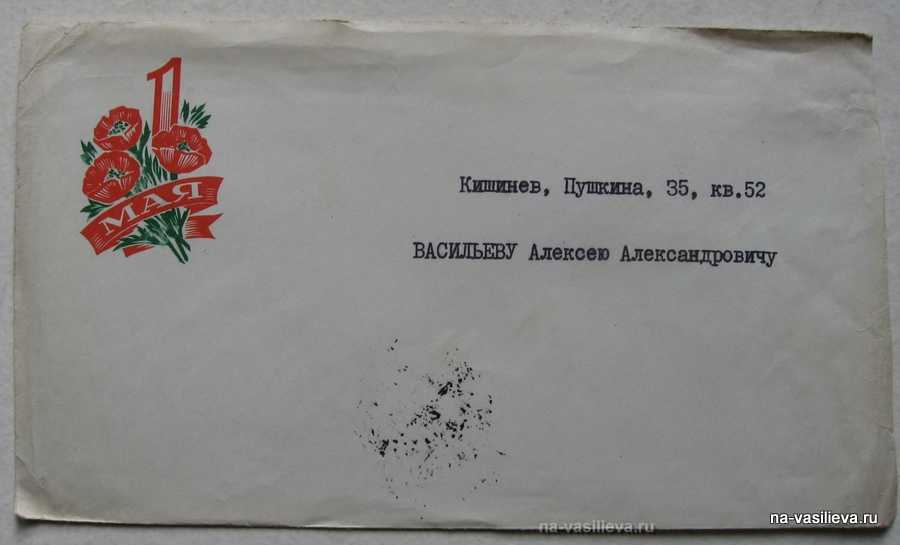 1
МАЯ
Кишинев, Пушкина, 35, кв.52
ВАСИЛЬЕВУ Алексею Александровичу
na-vasilieva.ru
na-vasilieva.ru